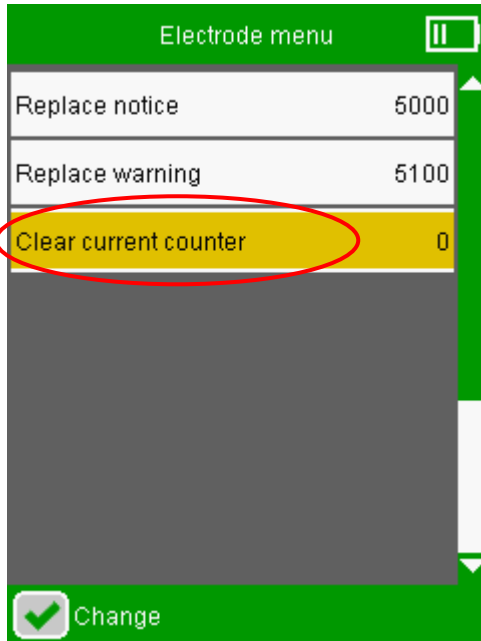 Electrode menu
Replace notice 5000
Replace warning 5100
Clear current counter 0
Change